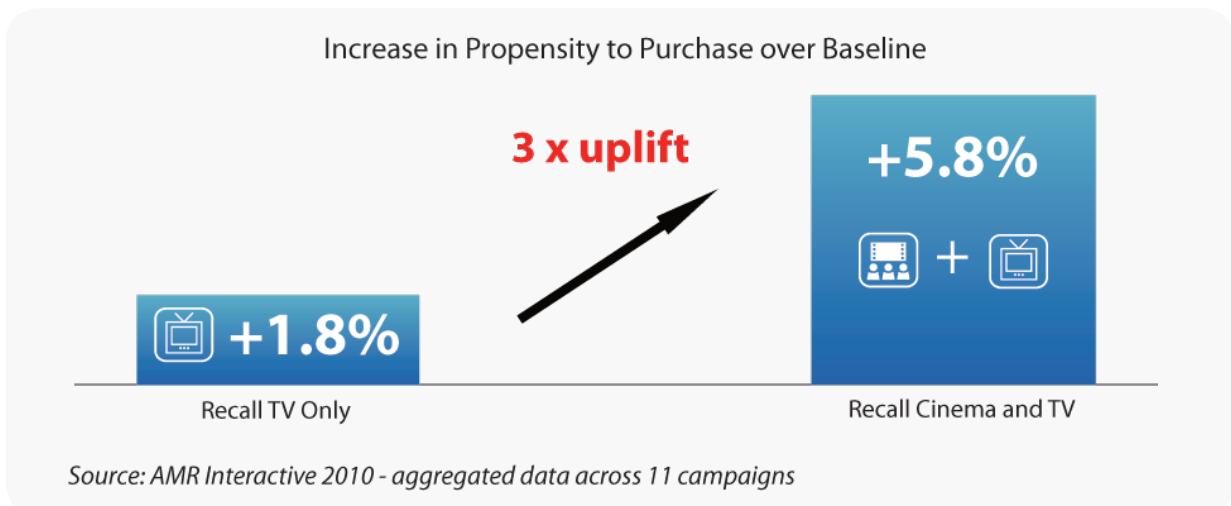 Increase in Propensity to Purchase over Baseline
3 x uplift
+5.8%
+
+1.8%
Recall TV Only
Recall Cinema and TV
Source: AMR Interactive 2010 - aggregated data across 11 campaigns